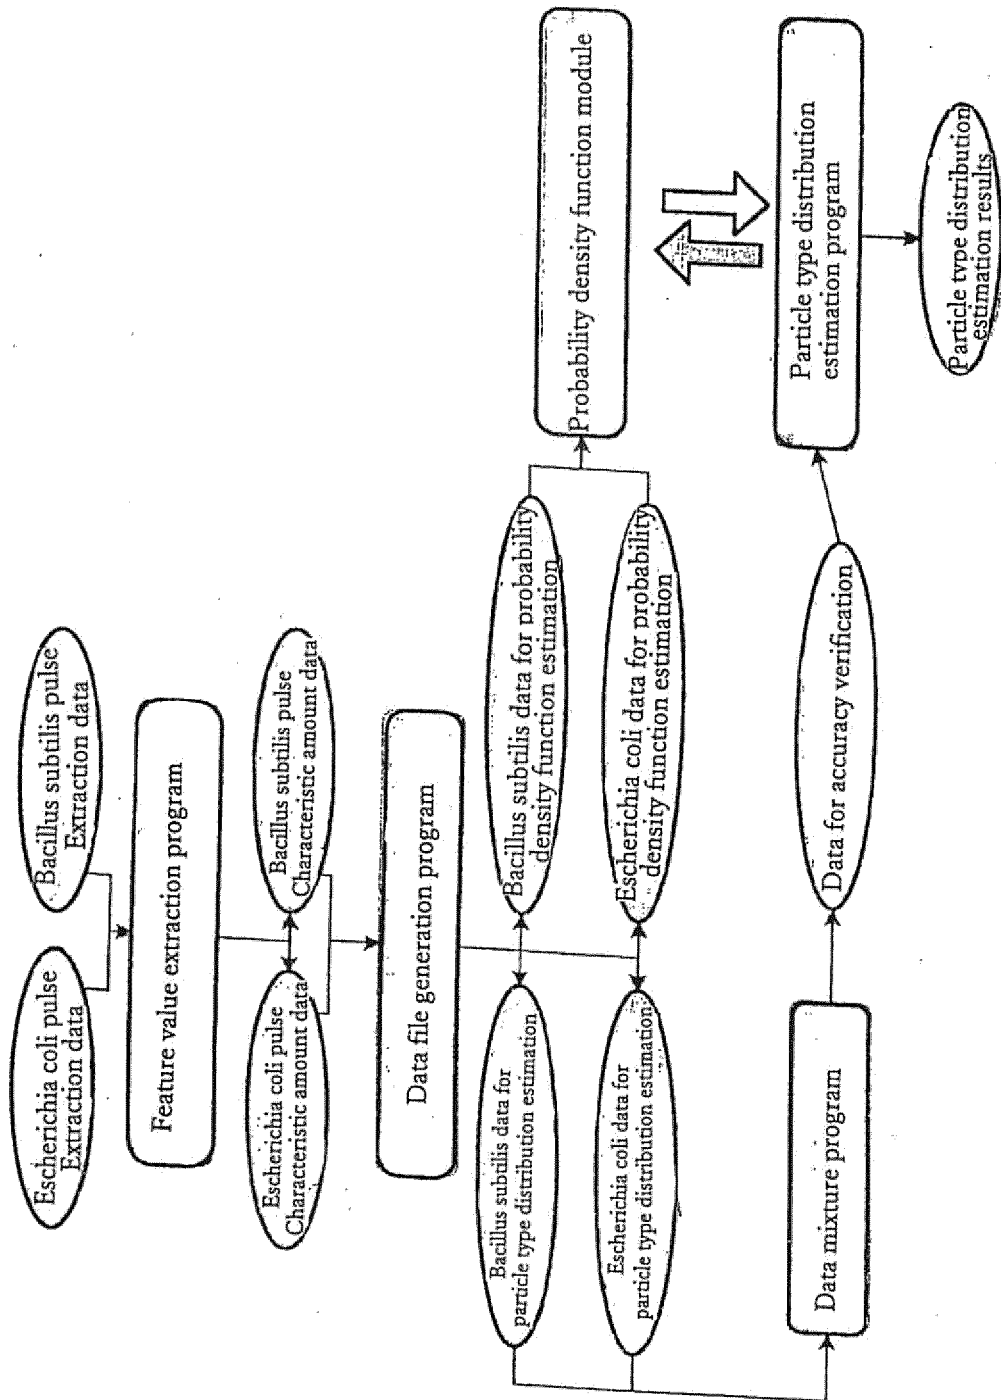 Escherichia coli pulse
Extraction data
Bacillus subtilis pulse
Extraction data
Feature value extraction program
Escherichia coli pulse
Characteristic amount data
Bacillus subtilis pulse
Characteristic amount data
Data file generation program
Bacillus subtilis data for
particle type distribution estimation
Bacillus subtilis data for probability
density function estimation
Escherichia coli data for
particle type distribution estimation
Escherichia coli data for probability
density function estimation
Probability density function module
Data mixture program
Data for accuracy verification
Particle type distribution
estimation program
Particle type distribution
estimation results